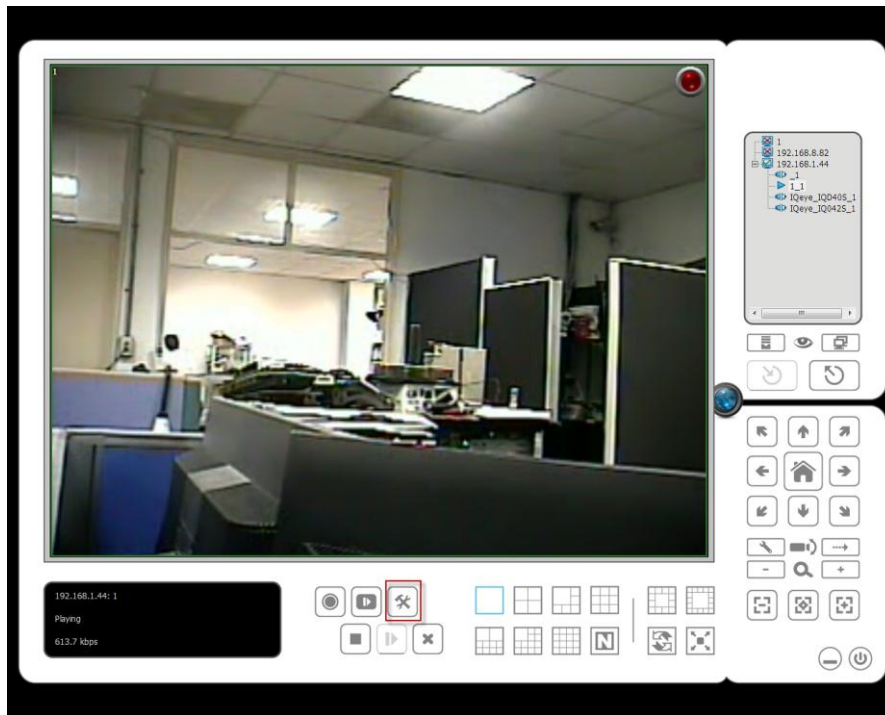 1
1
192.168.8.82
192.168.1.44
_1
1_1
IQeye_IQD40S_1
IQeye_IQ042S_1
192.168.1.44: 1
Playing
613.7 kbps
N